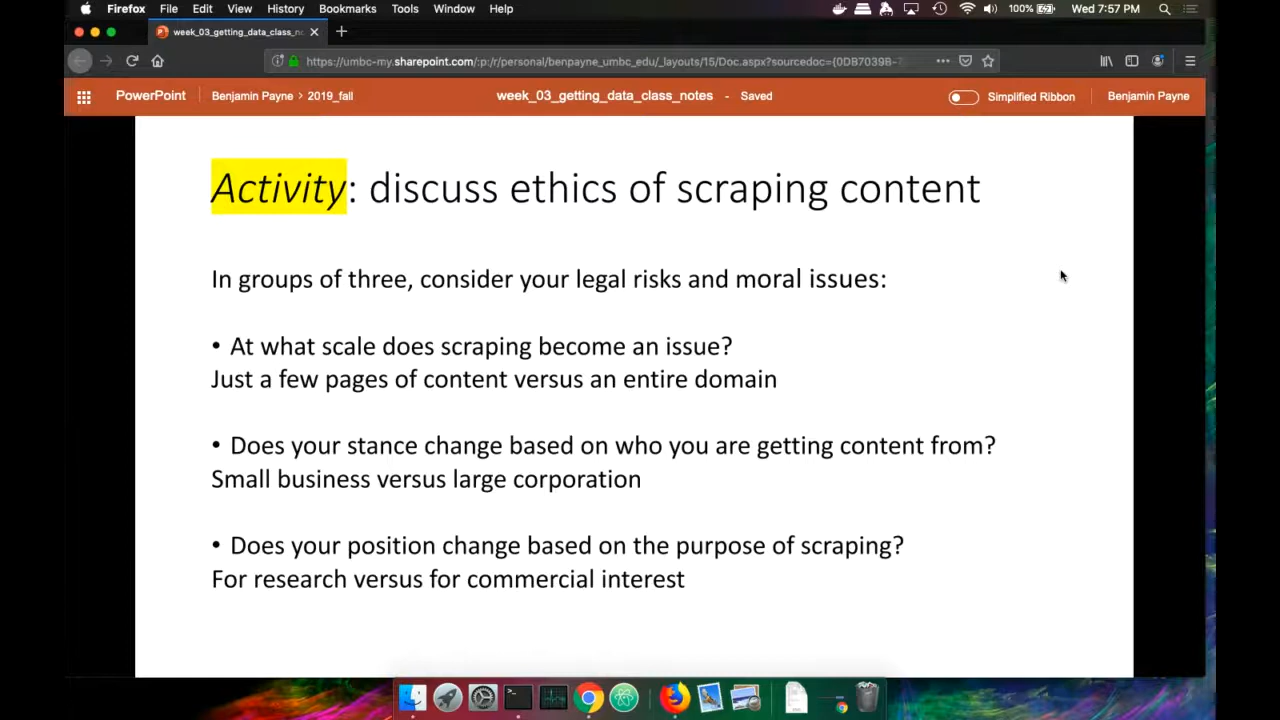 Firefox File Edit View History Bookmarks Tools Window Help 100% Wed 7:57 PM
week_03_getting_data_class_nc
https://umbc-my.sharepoint.com/:p:/r/personal/benpayne_umbc_edu/_layouts/15/Doc.aspx?sourcedoc={0DB7039B-
PowerPoint Benjamin Payne > 2019_fall week_03_getting_data_class_notes - Saved Simplified Ribbon Benjamin Payne
Activity: discuss ethics of scraping content
In groups of three, consider your legal risks and moral issues:
• At what scale does scraping become an issue?
Just a few pages of content versus an entire domain
• Does your stance change based on who you are getting content from?
Small business versus large corporation
• Does your position change based on the purpose of scraping?
For research versus for commercial interest